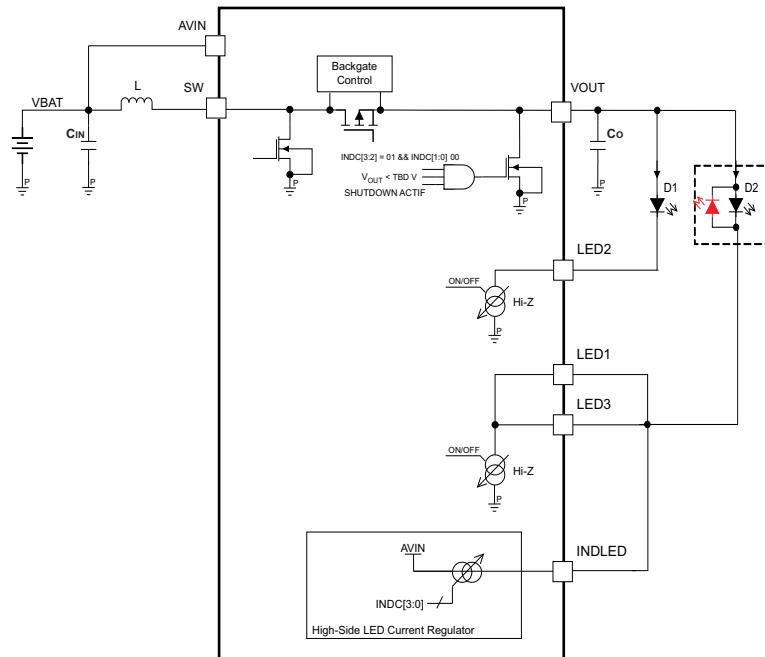 AVIN
L
SW
VBAT
CIN
P
P
Backgate
Control
VOUT
INDC[3:2] = 01 && INDC[1:0] 00
VOUT < TBD V
SHUTDOWN ACTIF
P
P
CO
P
D1
D2
LED2
ON/OFF
Hi-Z
P
LED1
LED3
ON/OFF
Hi-Z
P
INDLED
AVIN
INDC[3:0]
High-Side LED Current Regulator